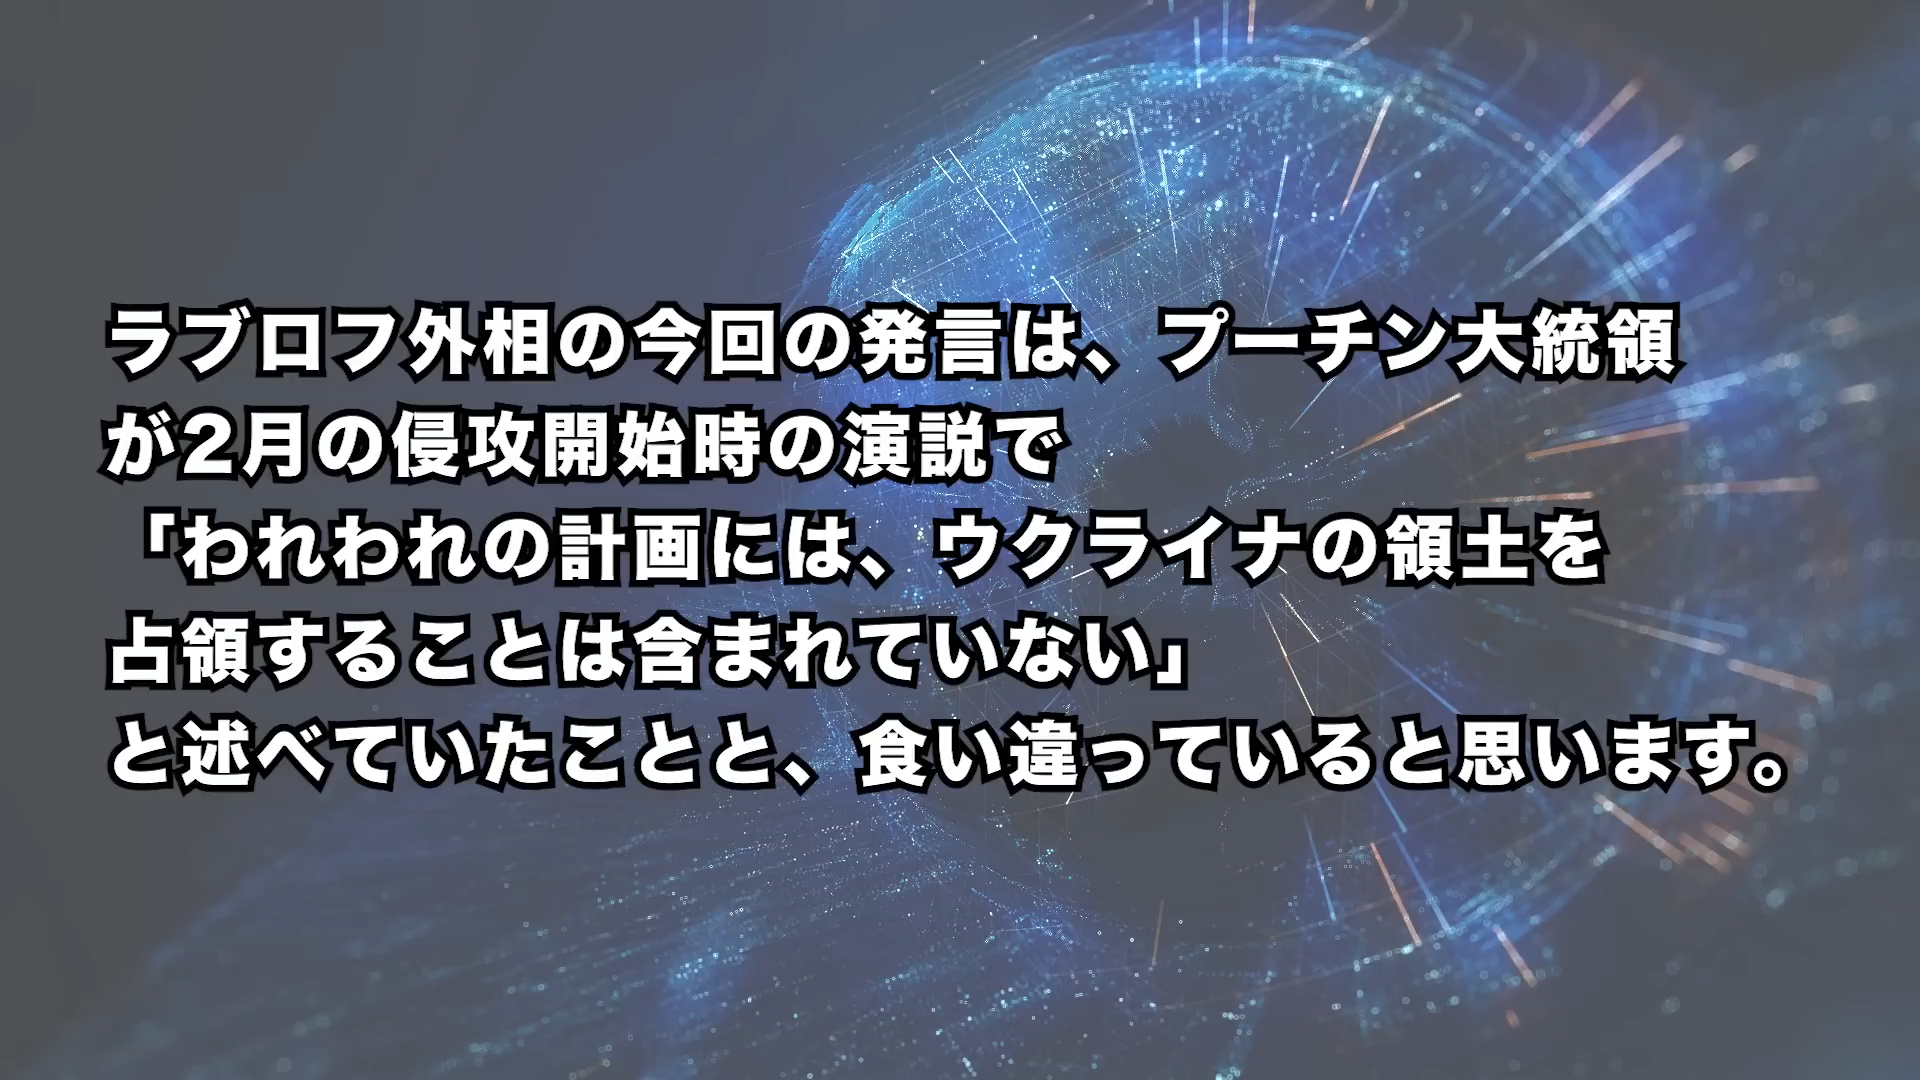 ラブロフ外相の今回の発言は、プーチン大統領
が2月の侵攻開始時の演説で
「われわれの計画には、ウクライナの領土を
占領することは含まれていない」
と述べていたことと、食い違っていると思います。